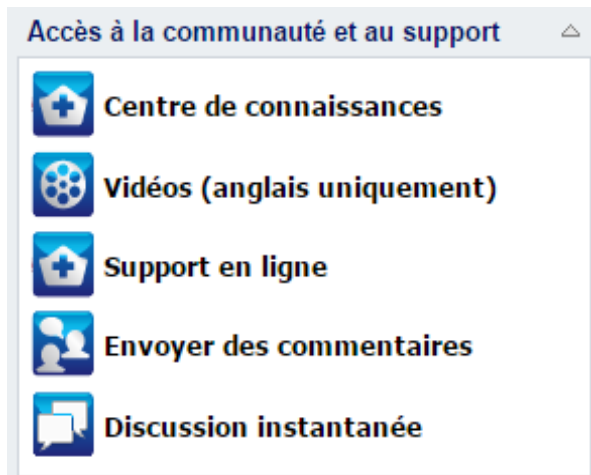 Accès à la communauté et au support
Centre de connaissances
Vidéos (anglais uniquement)
Support en ligne
Envoyer des commentaires
Discussion instantanée